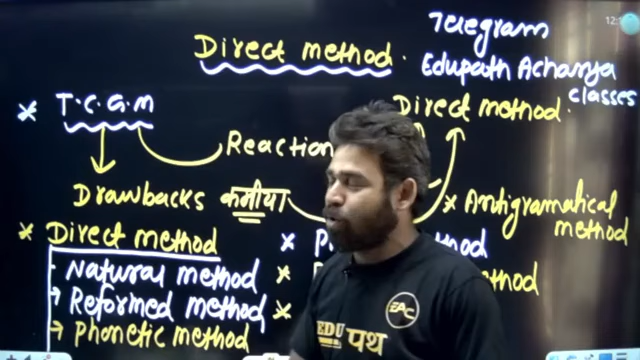 Telegram
Direct method.
Edupath Acharya
classes
* T.C.G.M
Direct method.
Reaction
Drawbacks कमीया
* Antigramatical
method
* Direct method
Natural method
→ Reformed method
→ Phonetic method
EAC
EDU
पथ